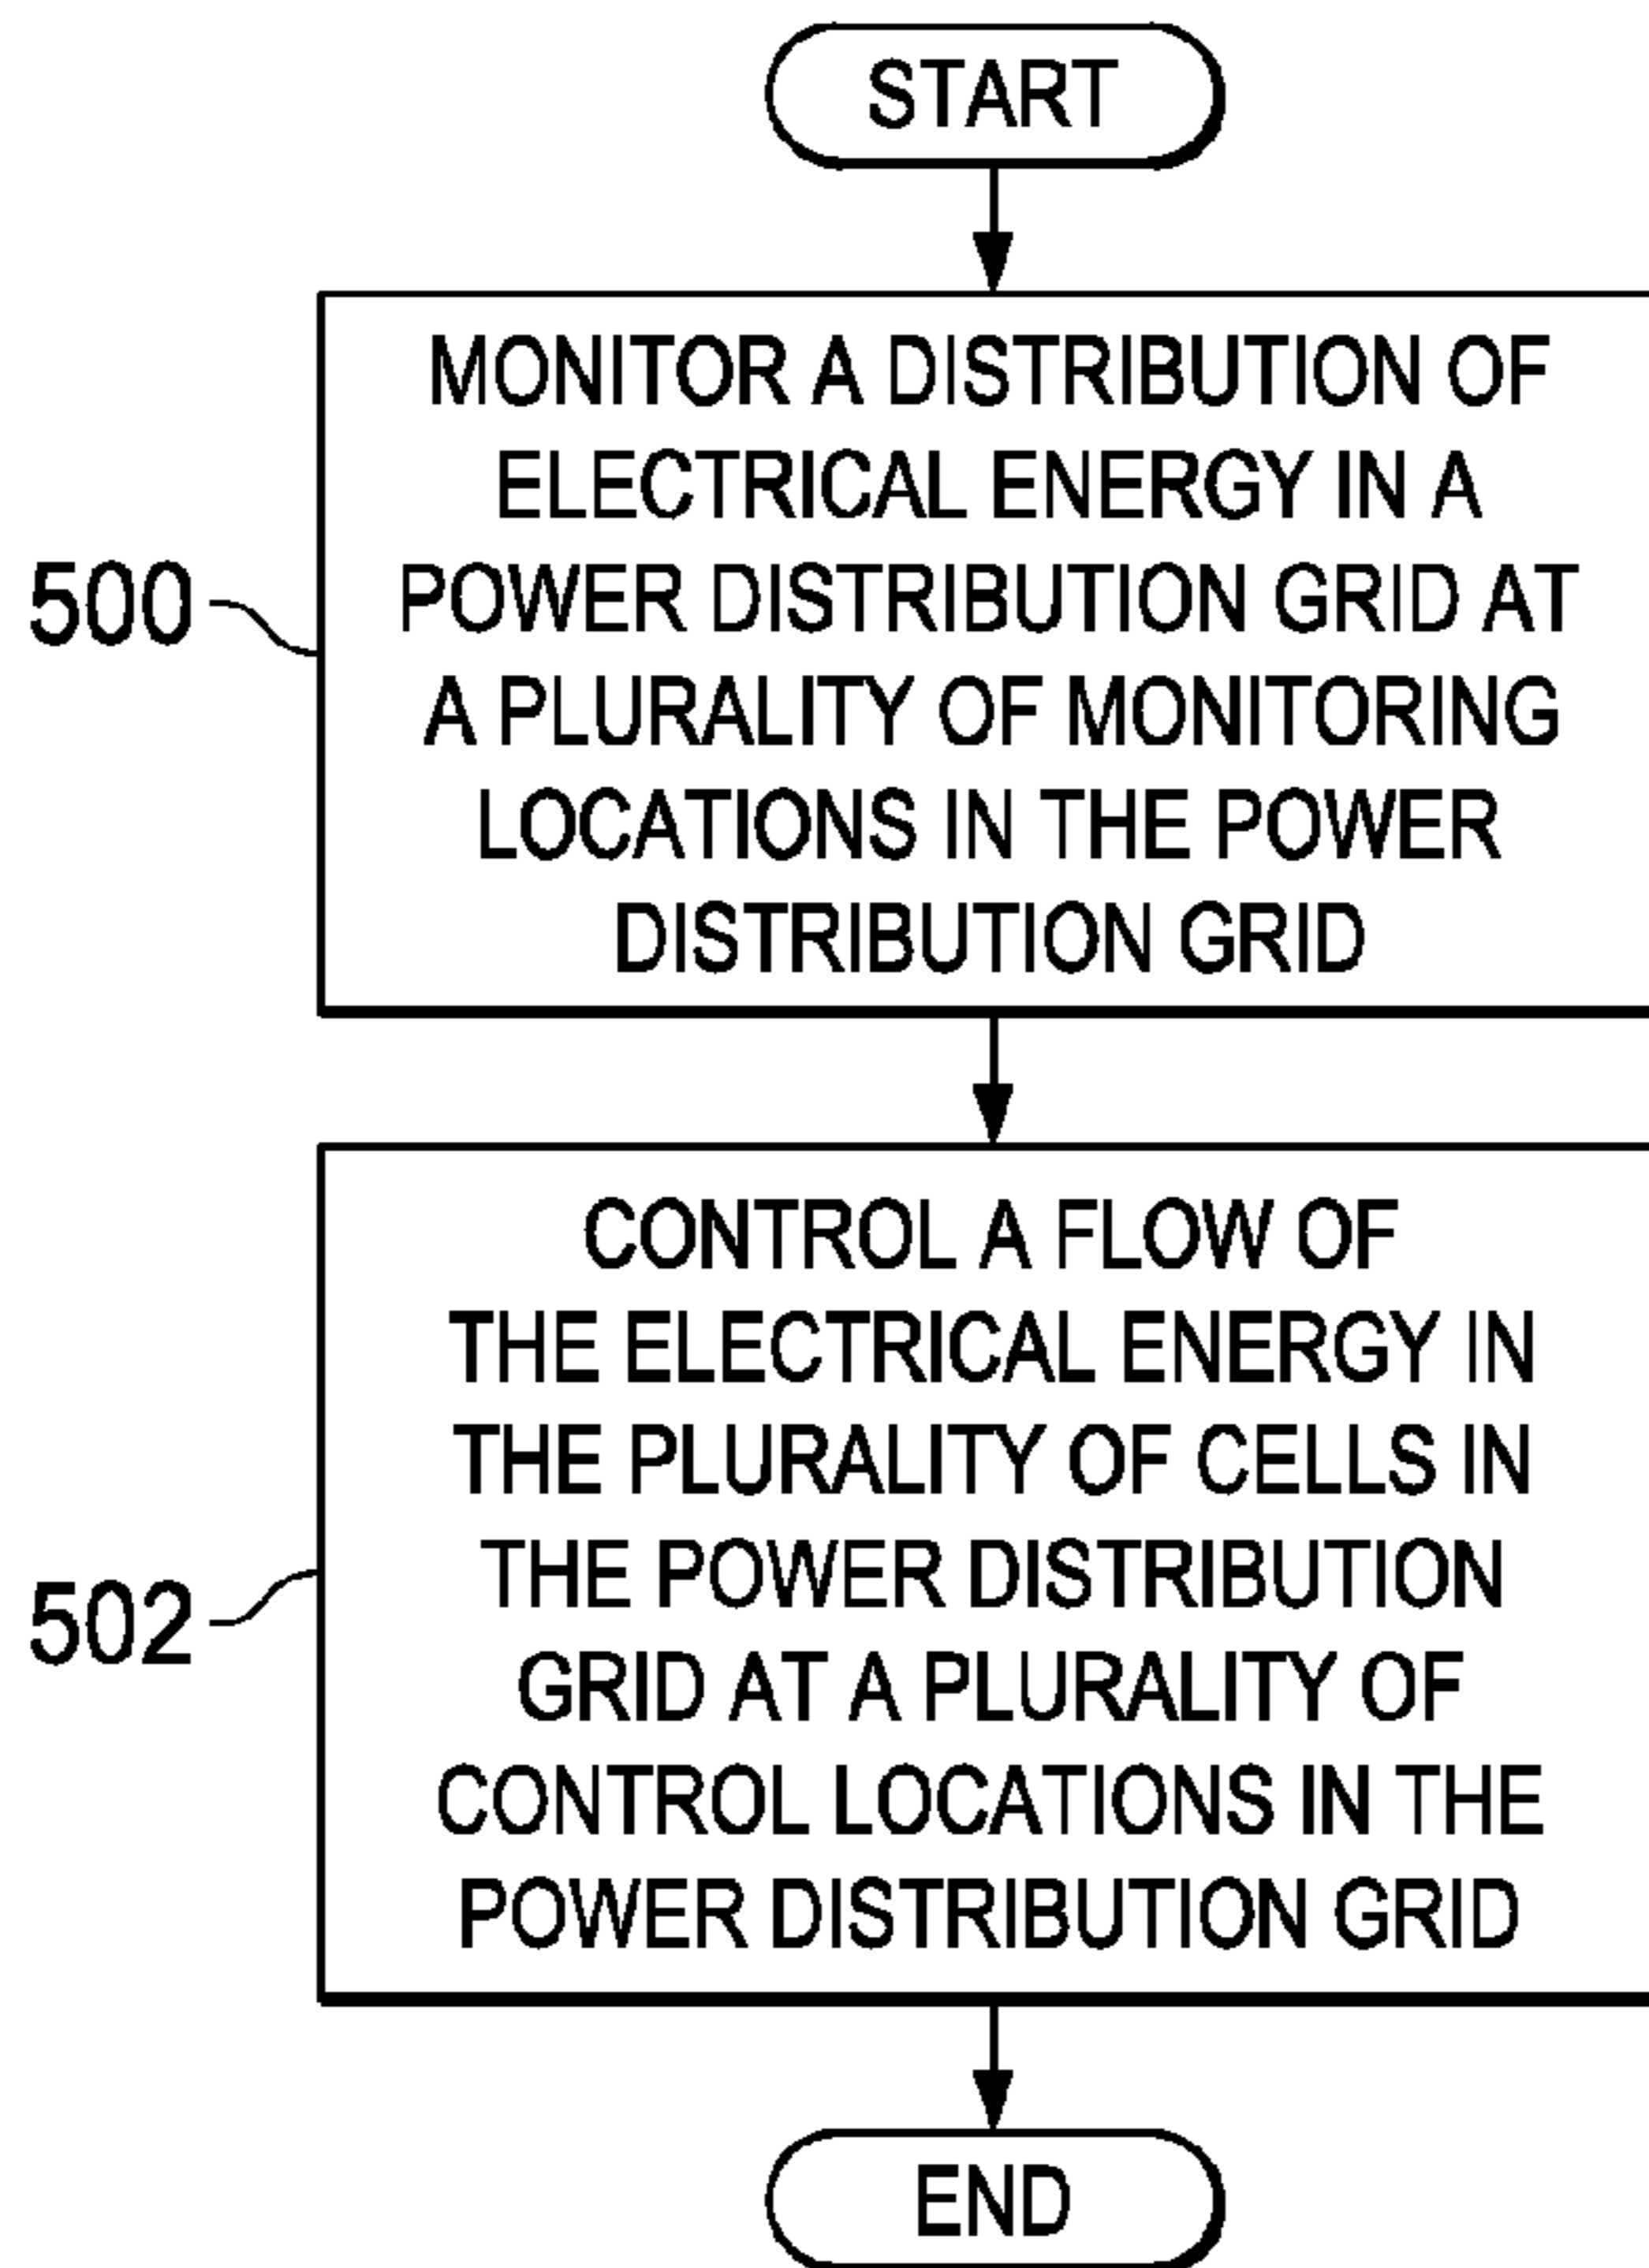 START
MONITOR A DISTRIBUTION OF
ELECTRICAL ENERGY IN A
POWER DISTRIBUTION GRID AT
A PLURALITY OF MONITORING
LOCATIONS IN THE POWER
DISTRIBUTION GRID
500
CONTROL A FLOW OF
THE ELECTRICAL ENERGY IN
THE PLURALITY OF CELLS IN
THE POWER DISTRIBUTION
GRID AT A PLURALITY OF
CONTROL LOCATIONS IN THE
POWER DISTRIBUTION GRID
502
END